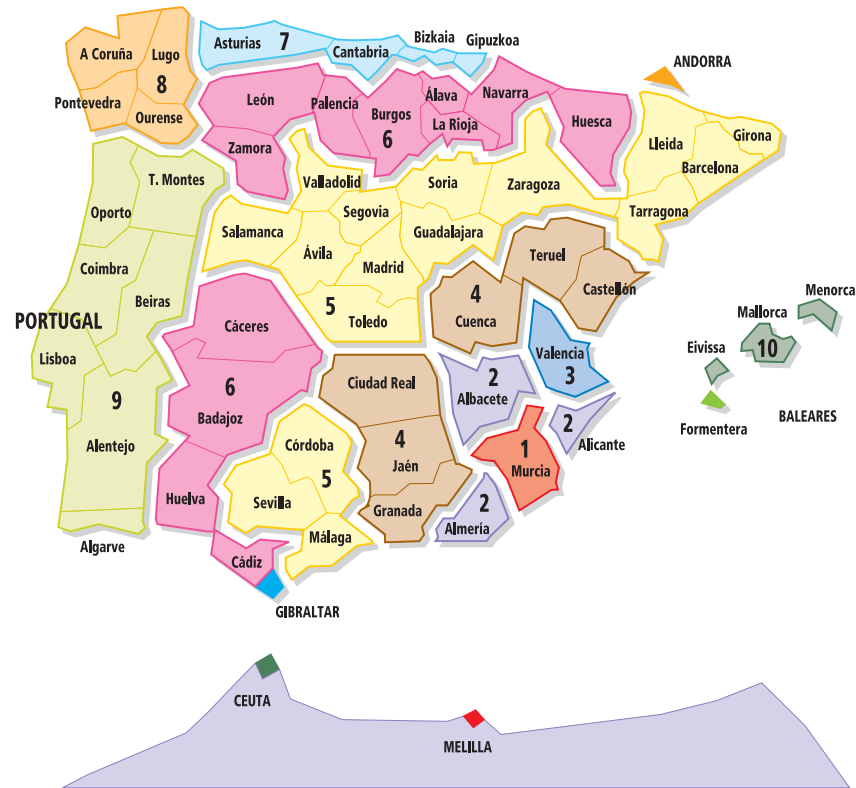 Asturias
7
Cantabria
Bizkaia
Gipuzkoa
A Coruña
Lugo
8
Pontevedra
Ourense
ANDORRA
León
Palencia
Burgos
6
Álava
La Rioja
Navarra
Huesca
Zamora
Lleida
Girona
Barcelona
Tarragona
T. Montes
Oporto
Coimbra
Beiras
PORTUGAL
Lisboa
9
Alentejo
Algarve
Valladolid
Soria
Zaragoza
Segovia
Salamanca
Ávila
Guadalajara
Madrid
5
Toledo
Teruel
4
Castellón
Cuenca
Menorca
Mallorca
10
Eivissa
Formentera
BALEARES
Cáceres
6
Badajoz
Huelva
Cádiz
Valencia
3
Ciudad Real
2
Albacete
4
Jaén
Granada
1
Murcia
2
Alicante
2
Almería
Córdoba
5
Sevilla
Málaga
GIBRALTAR
CEUTA
MELILLA